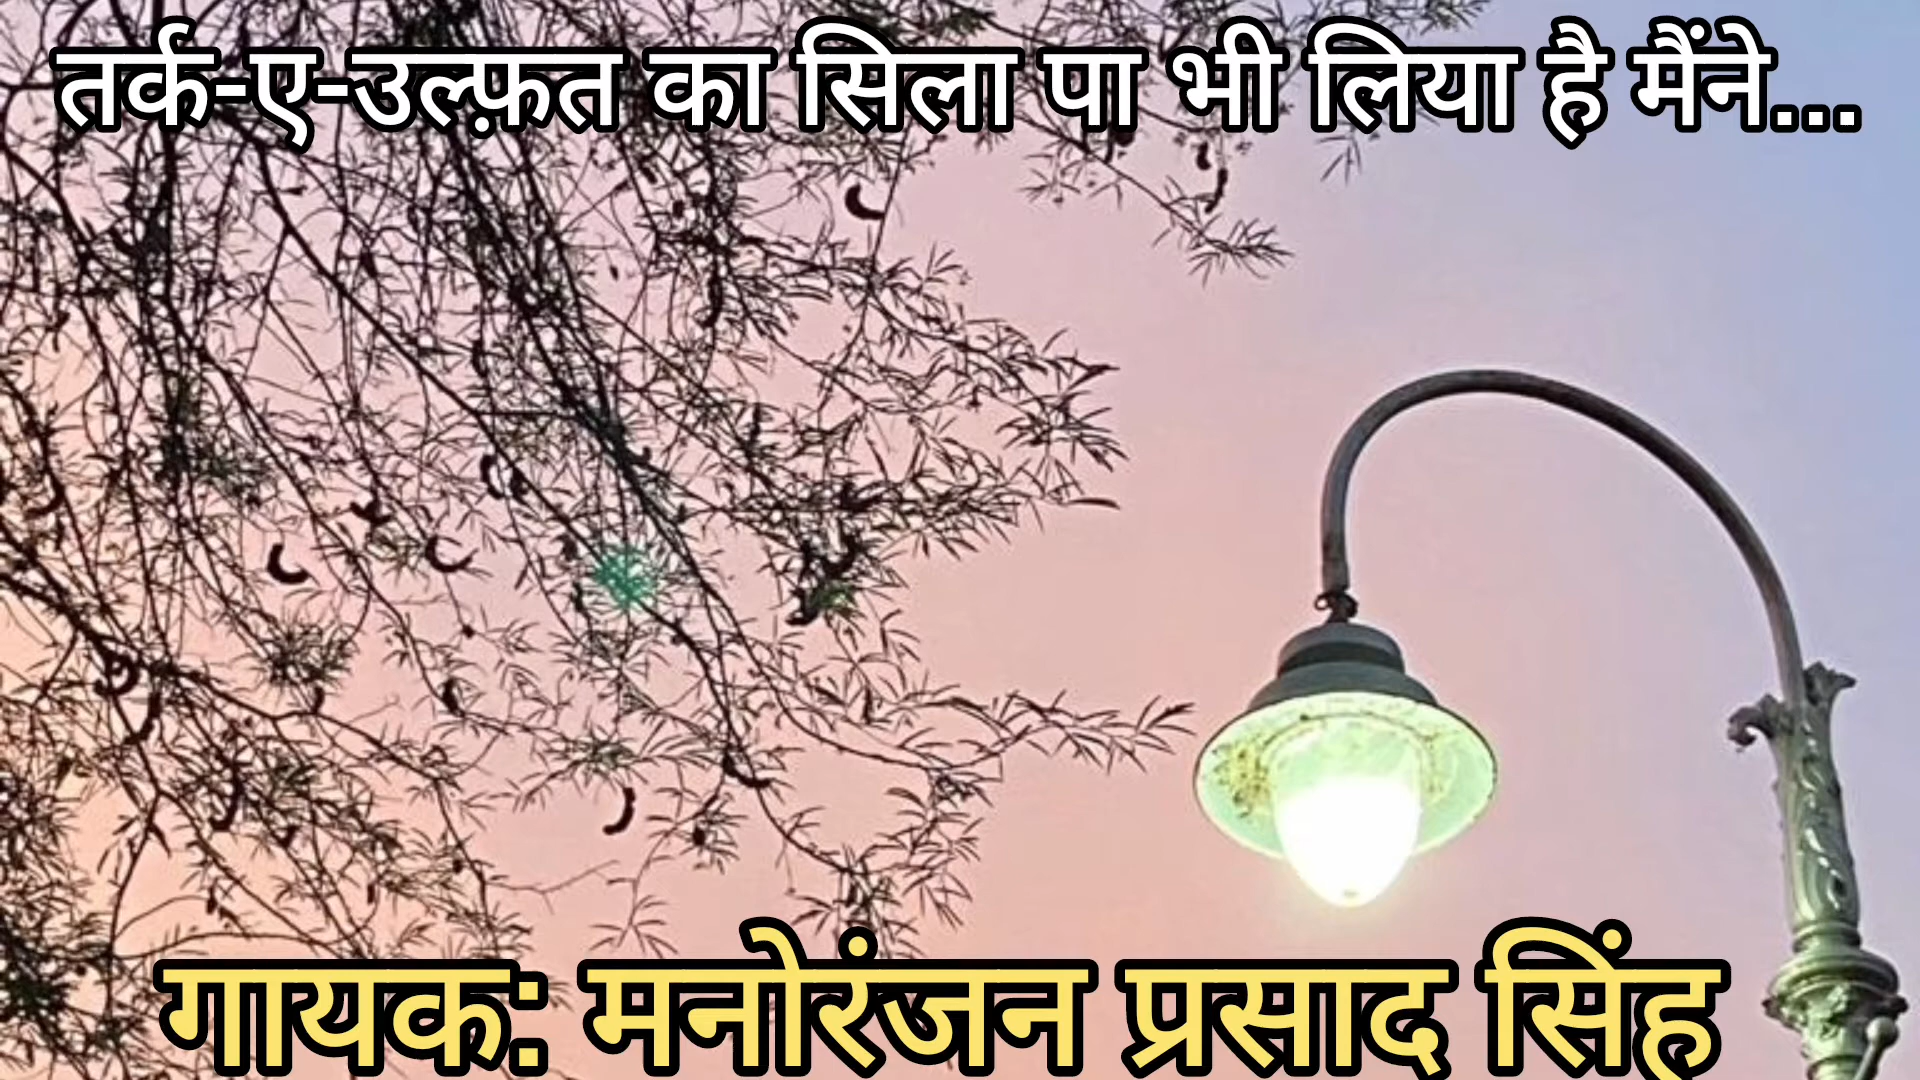 तर्क-ए-उल्फ़त का सिला पा भी लिया है मैंने...
गायक: मनोरंजन प्रसाद सिंह